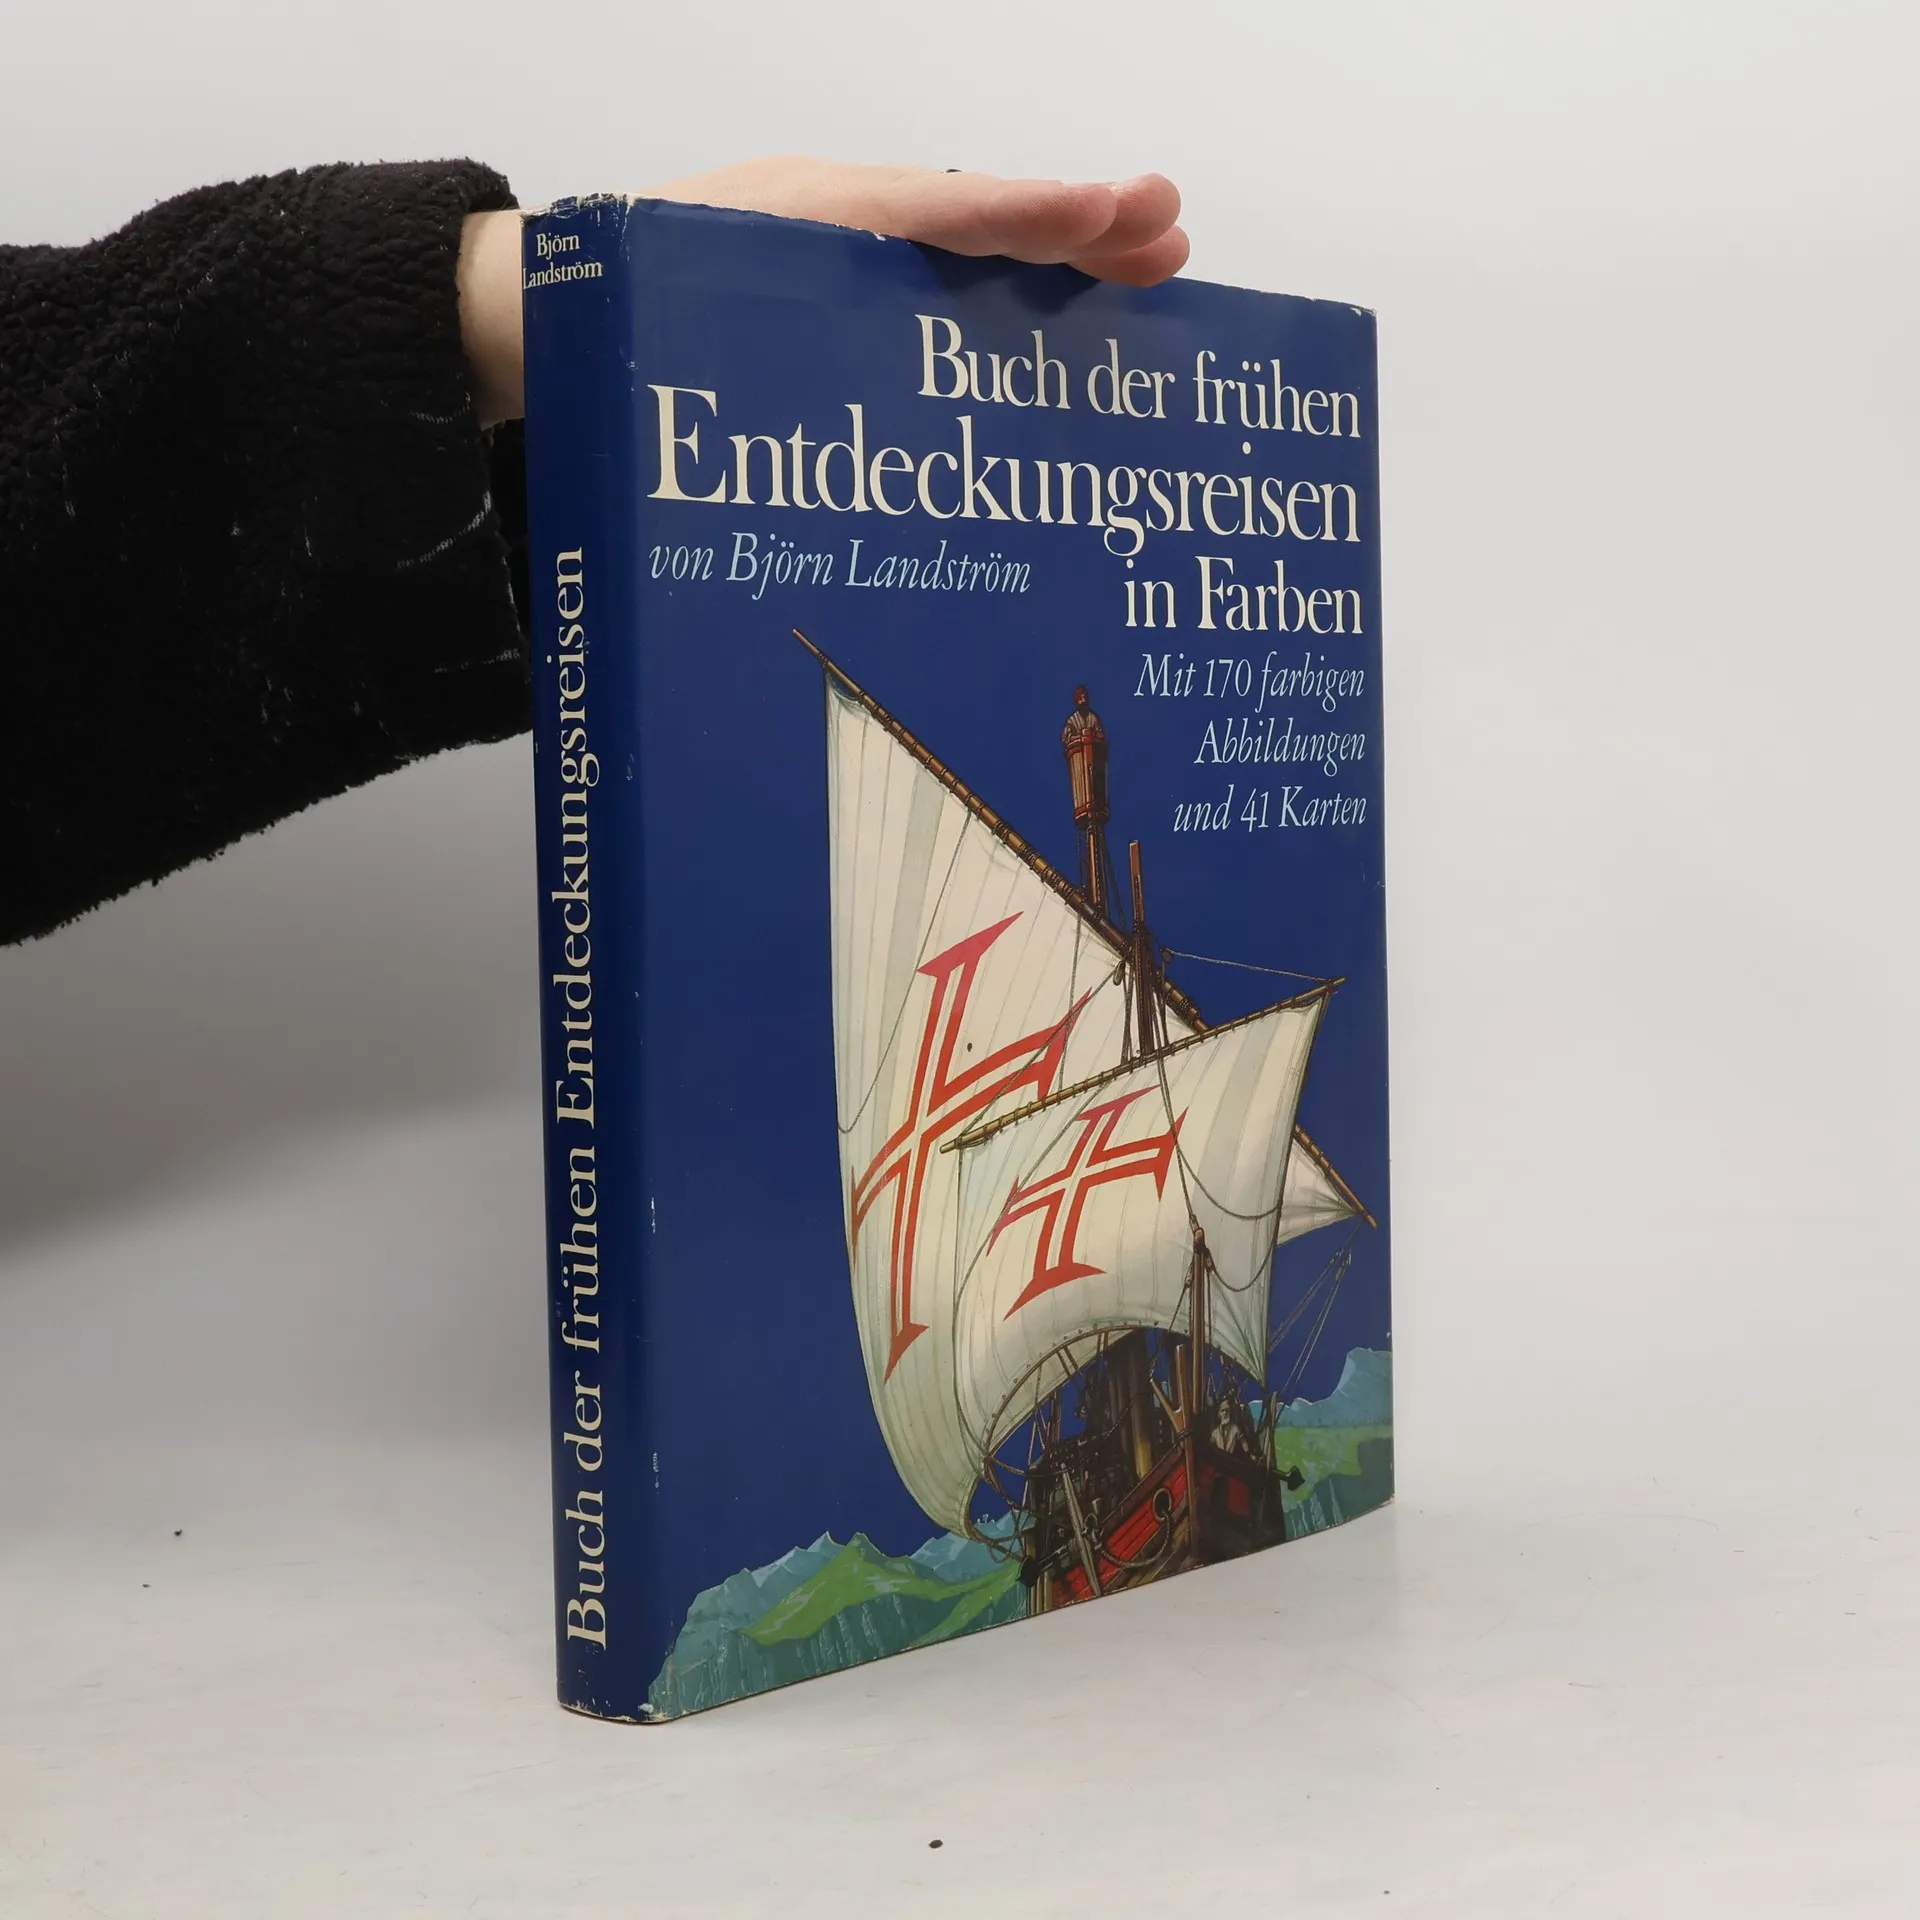 Björn
Landström
Buch der frühen Entdeckungsreisen
Buch der frühen
Entdeckungsreisen
von Björn Landström
in Farben
Mit 170 farbigen
Abbildungen
und 41 Karten